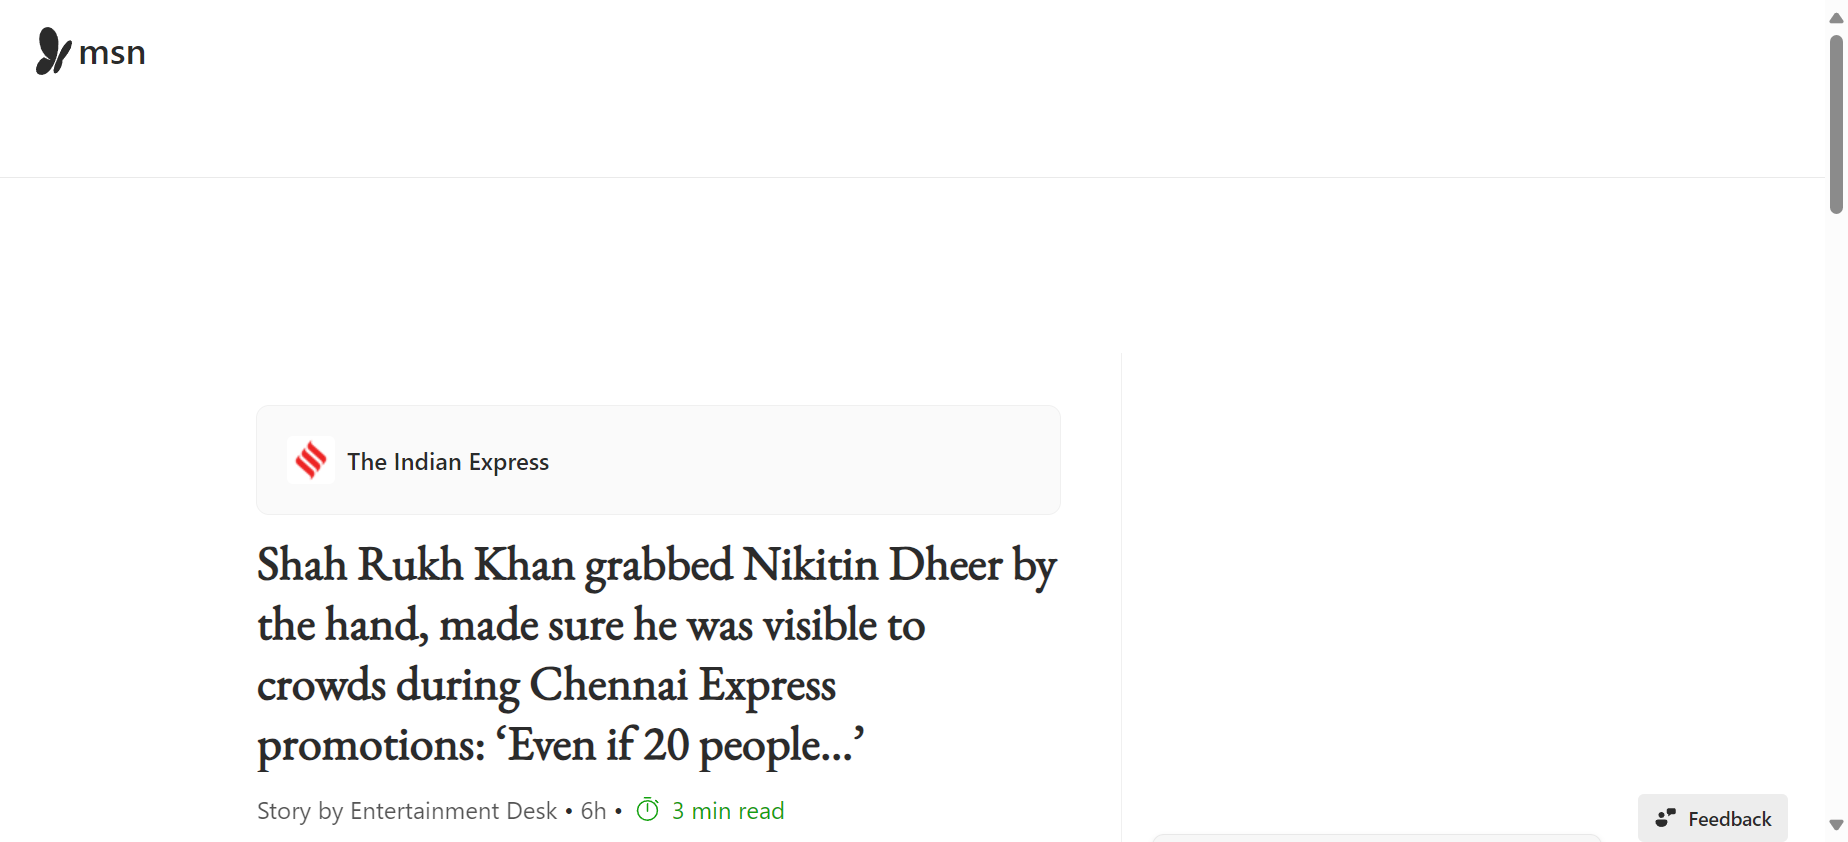 msn
The Indian Express
Shah Rukh Khan grabbed Nikitin Dheer by
the hand, made sure he was visible to
crowds during Chennai Express
promotions: ‘Even if 20 people...’
Story by Entertainment Desk • 6h • 3 min read
Feedback